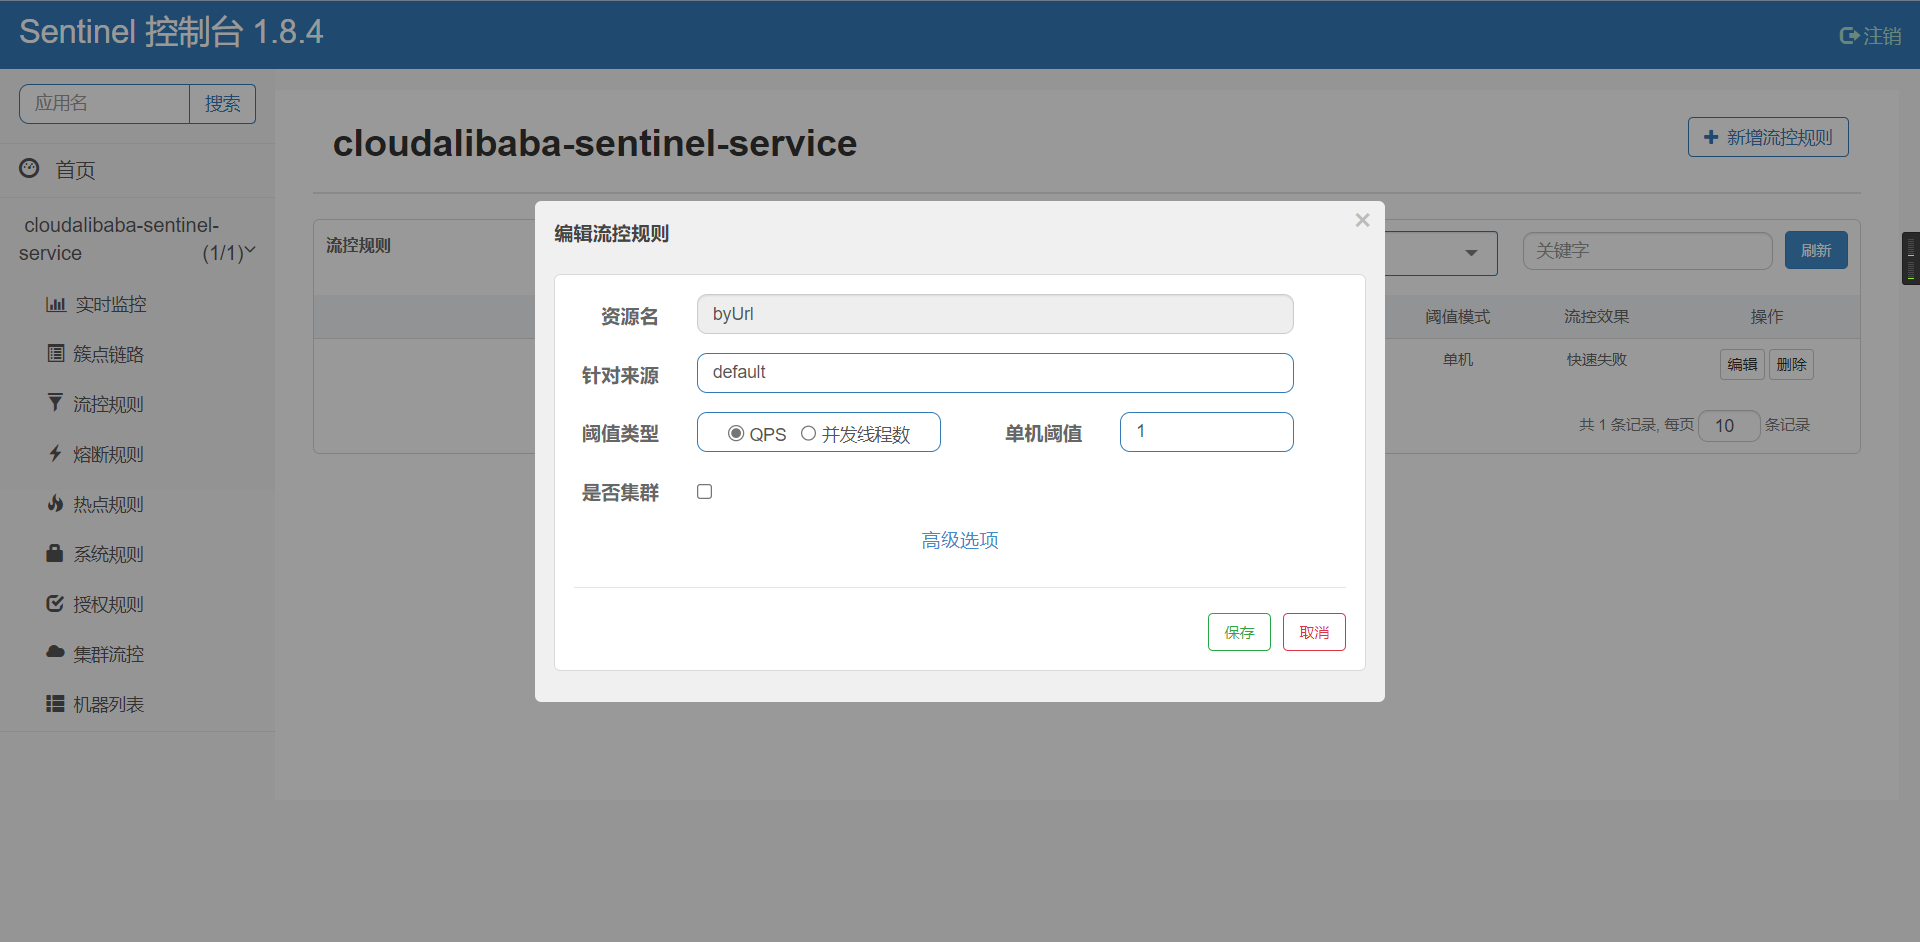 Sentinel 控制台 1.8.4
注销
应用名
搜索
首页
cloudalibaba-sentinel-service
(1/1)
实时监控
簇点链路
流控规则
熔断规则
热点规则
系统规则
授权规则
集群流控
机器列表
cloudalibaba-sentinel-service
新增流控规则
流控规则
关键字
刷新
阈值模式
流控效果
操作
单机
快速失败
编辑
删除
共 1 条记录, 每页 10 条记录
编辑流控规则
×
资源名
byUrl
针对来源
default
阈值类型
QPS
并发线程数
单机阈值
1
是否集群
高级选项
保存
取消